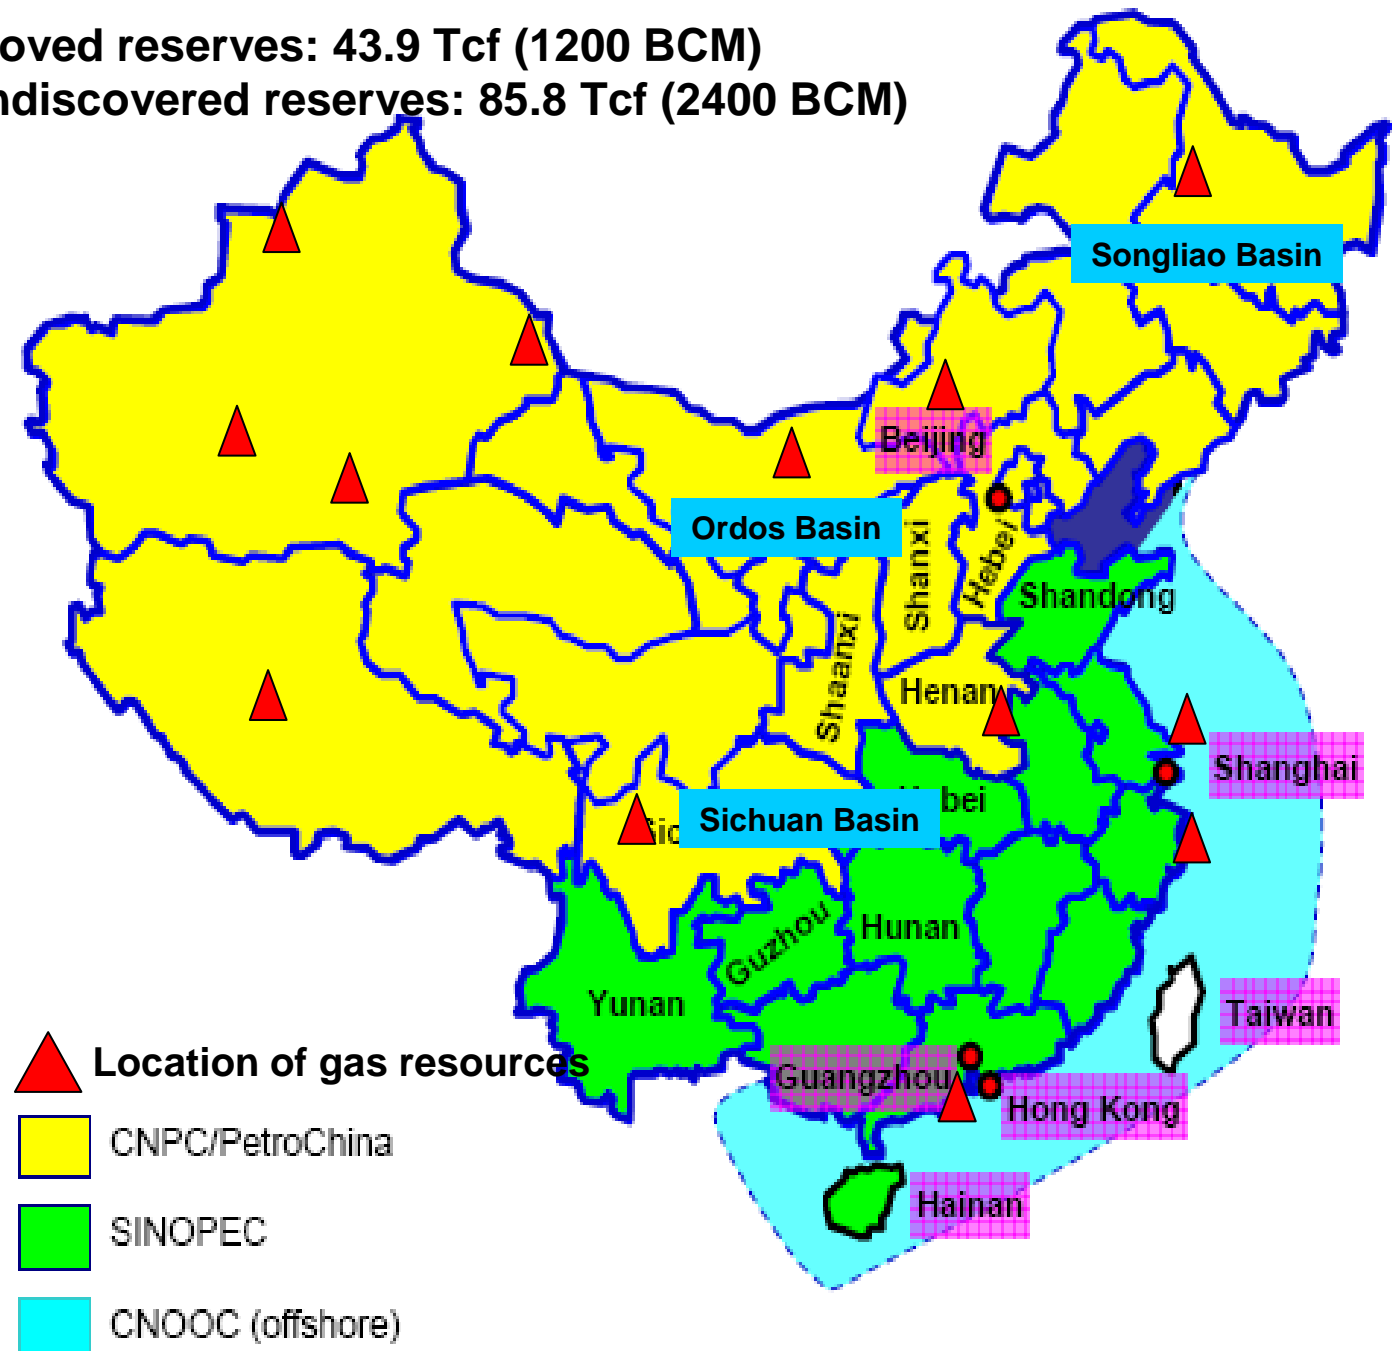 oved reserves: 43.9 Tcf (1200 BCM)
ndiscovered reserves: 85.8 Tcf (2400 BCM)
Songliao Basin
Beijing
Ordos Basin
Shanxi
Hebei
Shandong
Shaanxi
Henan
Shanghai
bei
Sichuan Basin
Guzhou
Hunan
Yunan
Taiwan
Location of gas resources
Guangzhou
Hong Kong
CNPC/PetroChina
Hainan
SINOPEC
CNOOC (offshore)